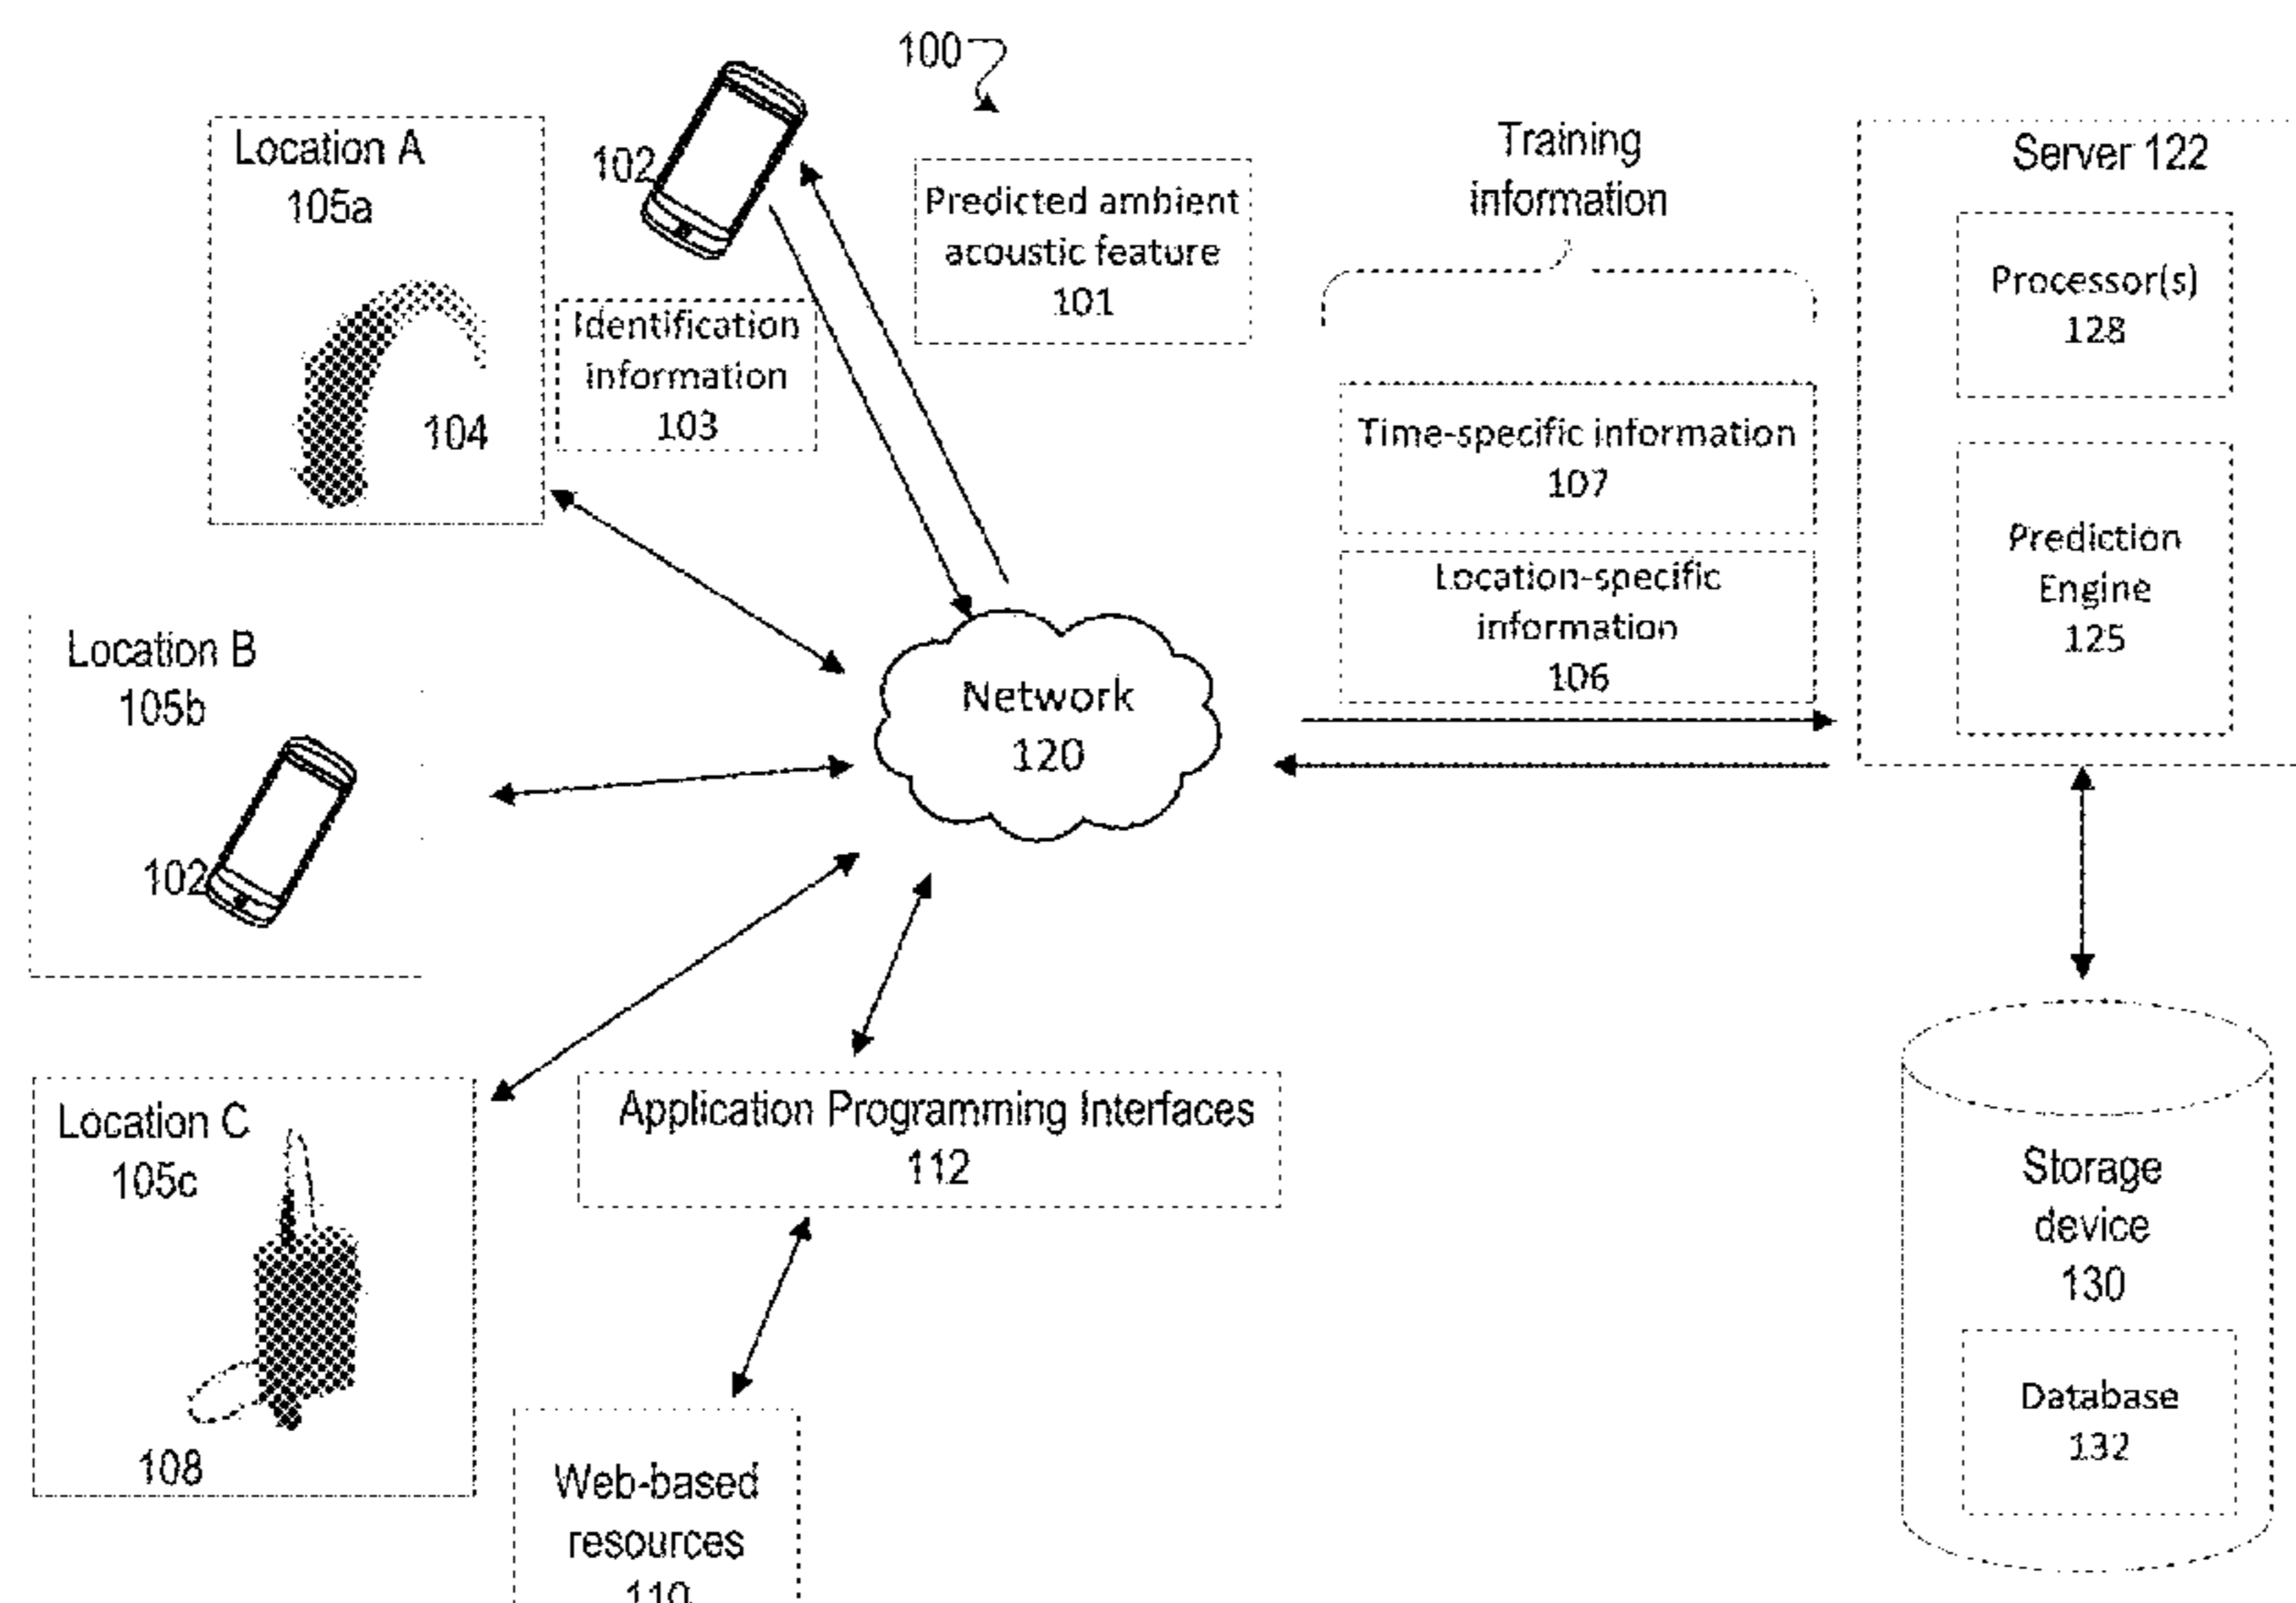 100
Location A
105a
104
102
Predicted ambient
acoustic feature
101
Identification
information
103
Training
information
Time-specific information
107
Location-specific
information
106
Server 122
Processor(s)
128
Prediction
Engine
125
Location B
105b
102
Network
120
Location C
105c
108
Application Programming Interfaces
112
Web-based
resources
110
Storage
device
130
Database
132